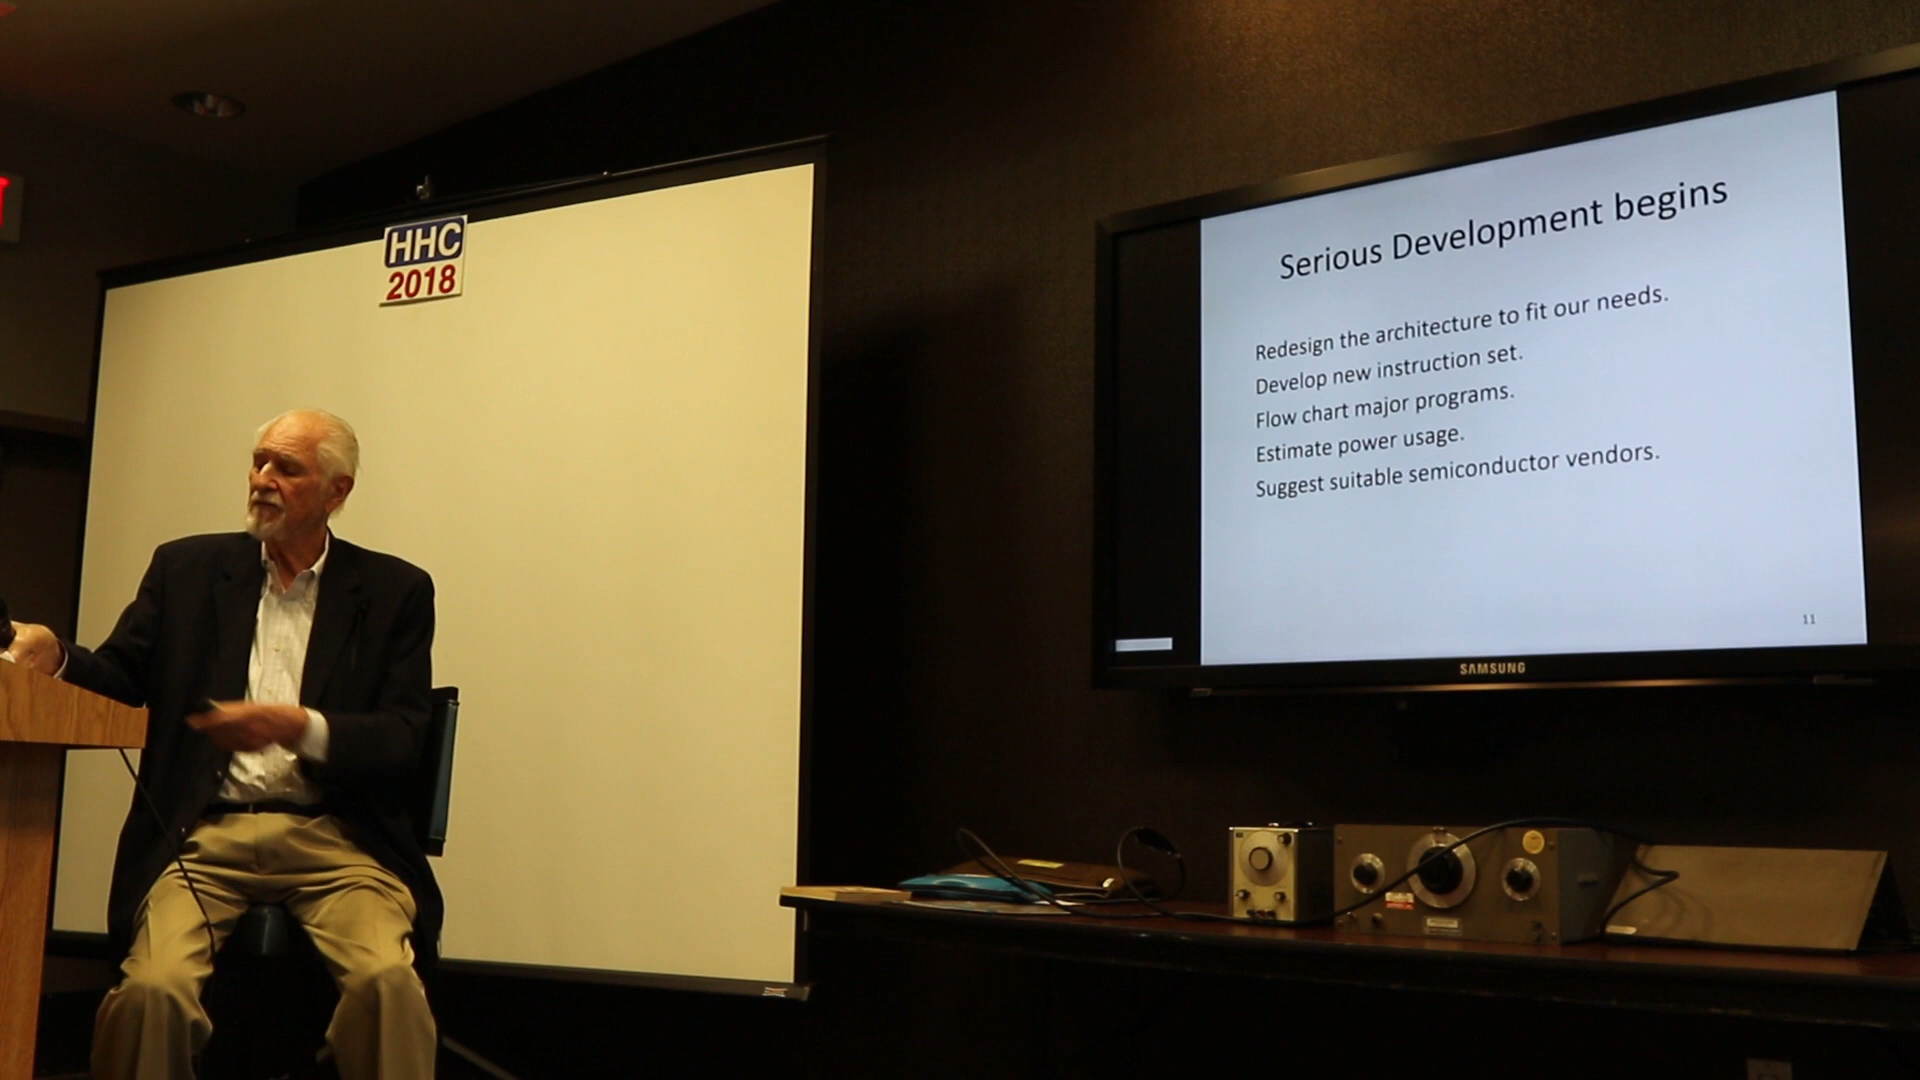 HHC
2018
Serious Development begins
Redesign the architecture to fit our needs.
Develop new instruction set.
Flow chart major programs.
Estimate power usage.
Suggest suitable semiconductor vendors.
11
SAMSUNG